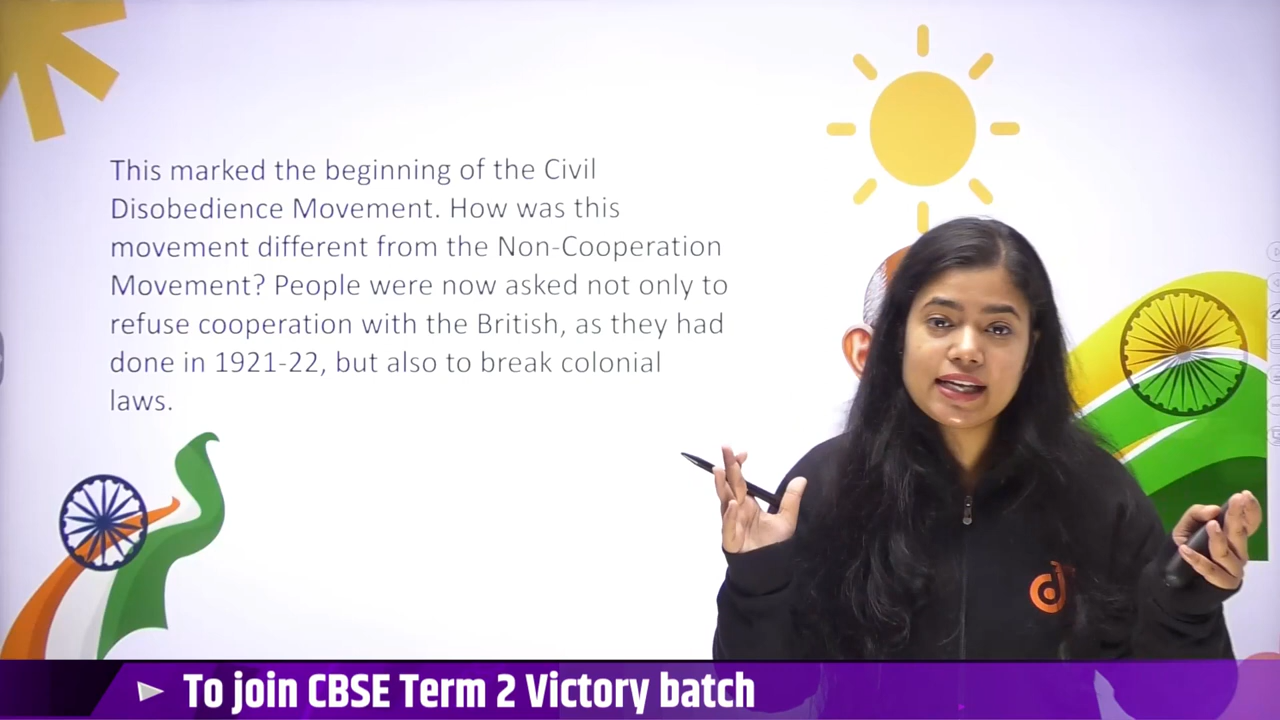 This marked the beginning of the Civil
Disobedience Movement. How was this
movement different from the Non-Cooperation
Movement? People were now asked not only to
refuse cooperation with the British, as they had
done in 1921-22, but also to break colonial
laws.
To join CBSE Term 2 Victory batch